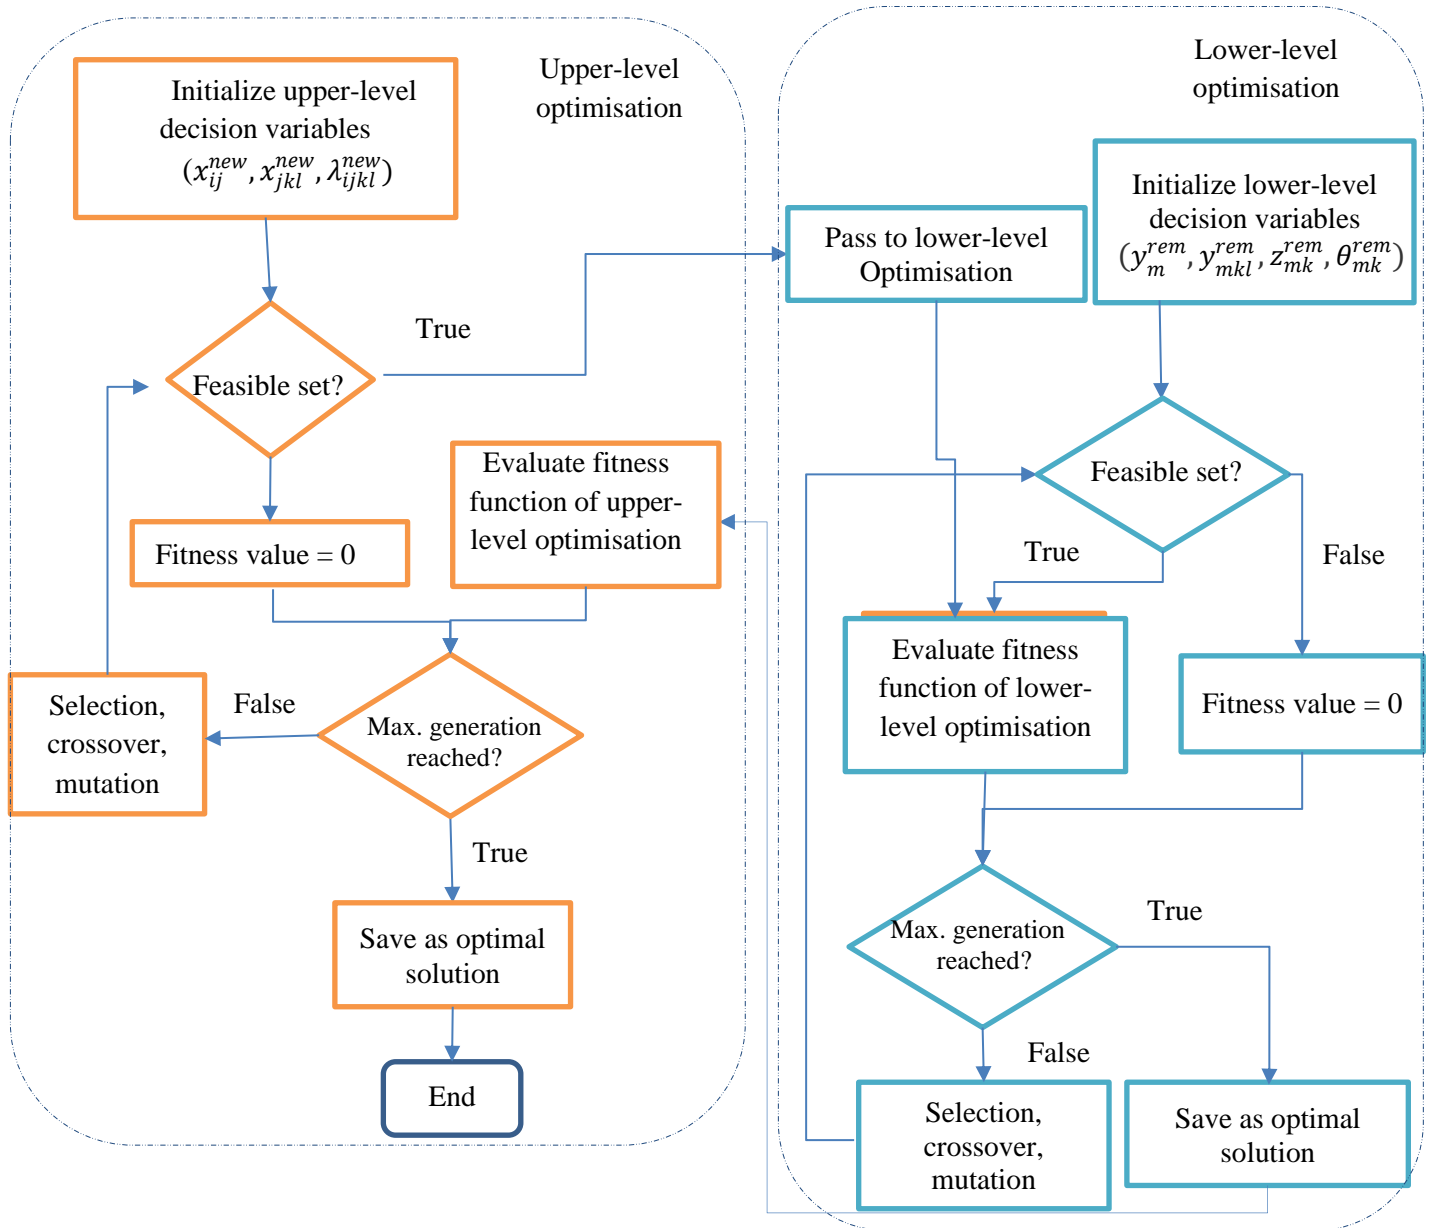 Upper-level
optimisation
Initialize upper-level
decision variables
(x_{ij}^{new}, x_{jkl}^{new}, λ_{ijkl}^{new})
Feasible set?
True
Fitness value = 0
Evaluate fitness
function of upper-
level optimisation
Selection,
crossover,
mutation
False
Max. generation
reached?
True
Save as optimal
solution
End
Lower-level
optimisation
Pass to lower-level
Optimisation
Initialize lower-level
decision variables
(y_{m}^{rem}, y_{mkl}^{rem}, z_{mk}^{rem}, θ_{mk}^{rem})
Feasible set?
True
False
Evaluate fitness
function of lower-
level optimisation
Fitness value = 0
Max. generation
reached?
True
False
Selection,
crossover,
mutation
Save as optimal
solution